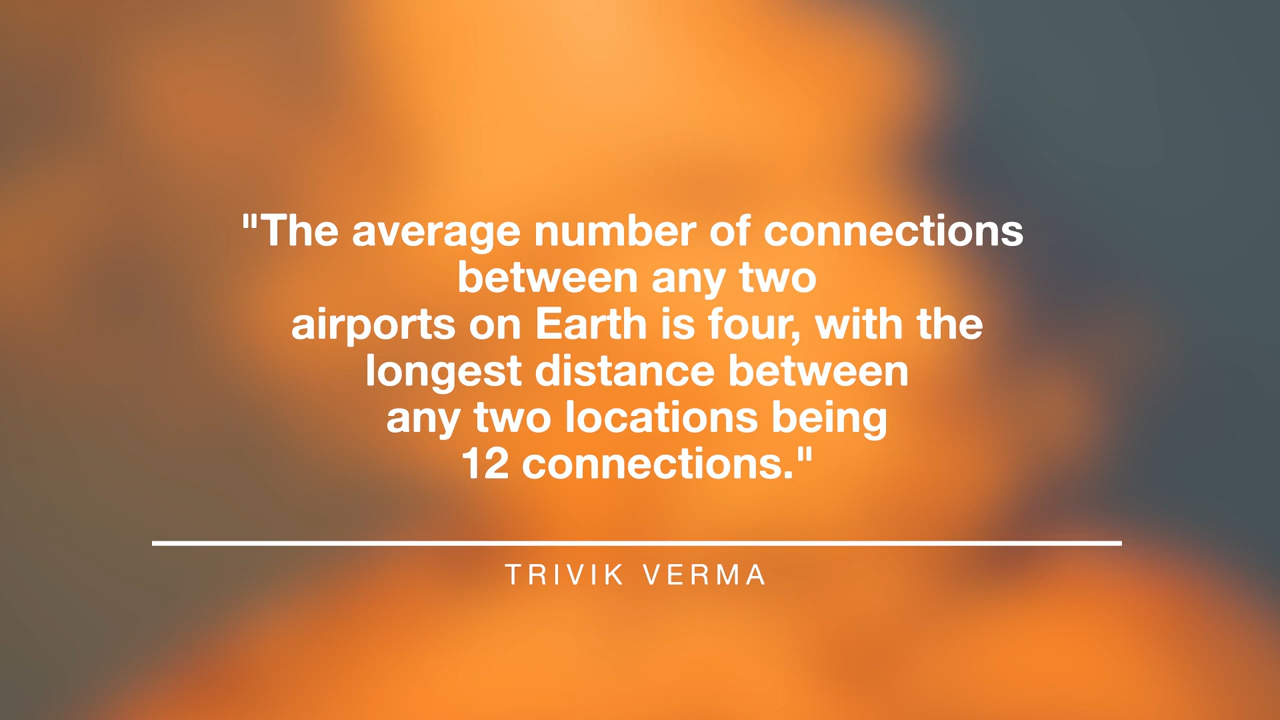 "The average number of connections
between any two
airports on Earth is four, with the
longest distance between
any two locations being
12 connections."
TRIVIK VERMA